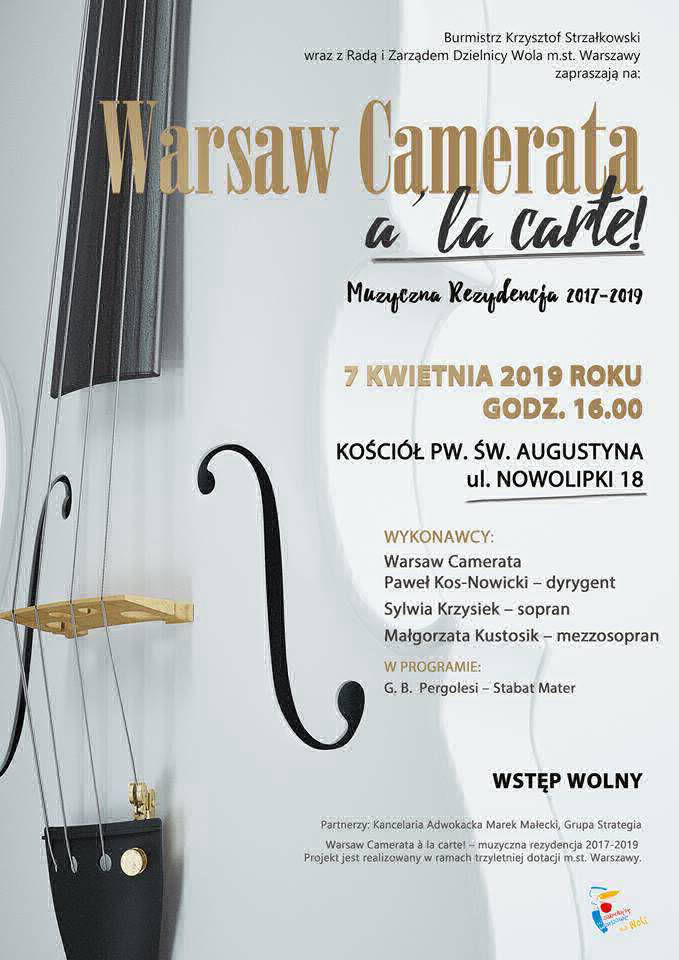 Burmistrz Krzysztof Strzałkowski
wraz z Radą i Zarządem Dzielnicy Wola m.st. Warszawy
zapraszają na:
Warsaw Camerata
a' la carte!
Muzyczna Rezydencja 2017-2019
7 KWIETNIA 2019 ROKU
GODZ. 16.00
KOŚCIÓŁ PW. ŚW. AUGUSTYNA
ul. NOWOLIPKI 18
WYKONAWCY:
Warsaw Camerata
Paweł Kos-Nowicki – dyrygent
Sylwia Krzysiek – sopran
Małgorzata Kustosik – mezzosopran
W PROGRAMIE:
G. B. Pergolesi – Stabat Mater
WSTĘP WOLNY
Partnerzy: Kancelaria Adwokacka Marek Małecki, Grupa Strategia
Warsaw Camerata à la carte! – muzyczna rezydencja 2017-2019
Projekt jest realizowany w ramach trzyletniej dotacji m.st. Warszawy.
na Woli